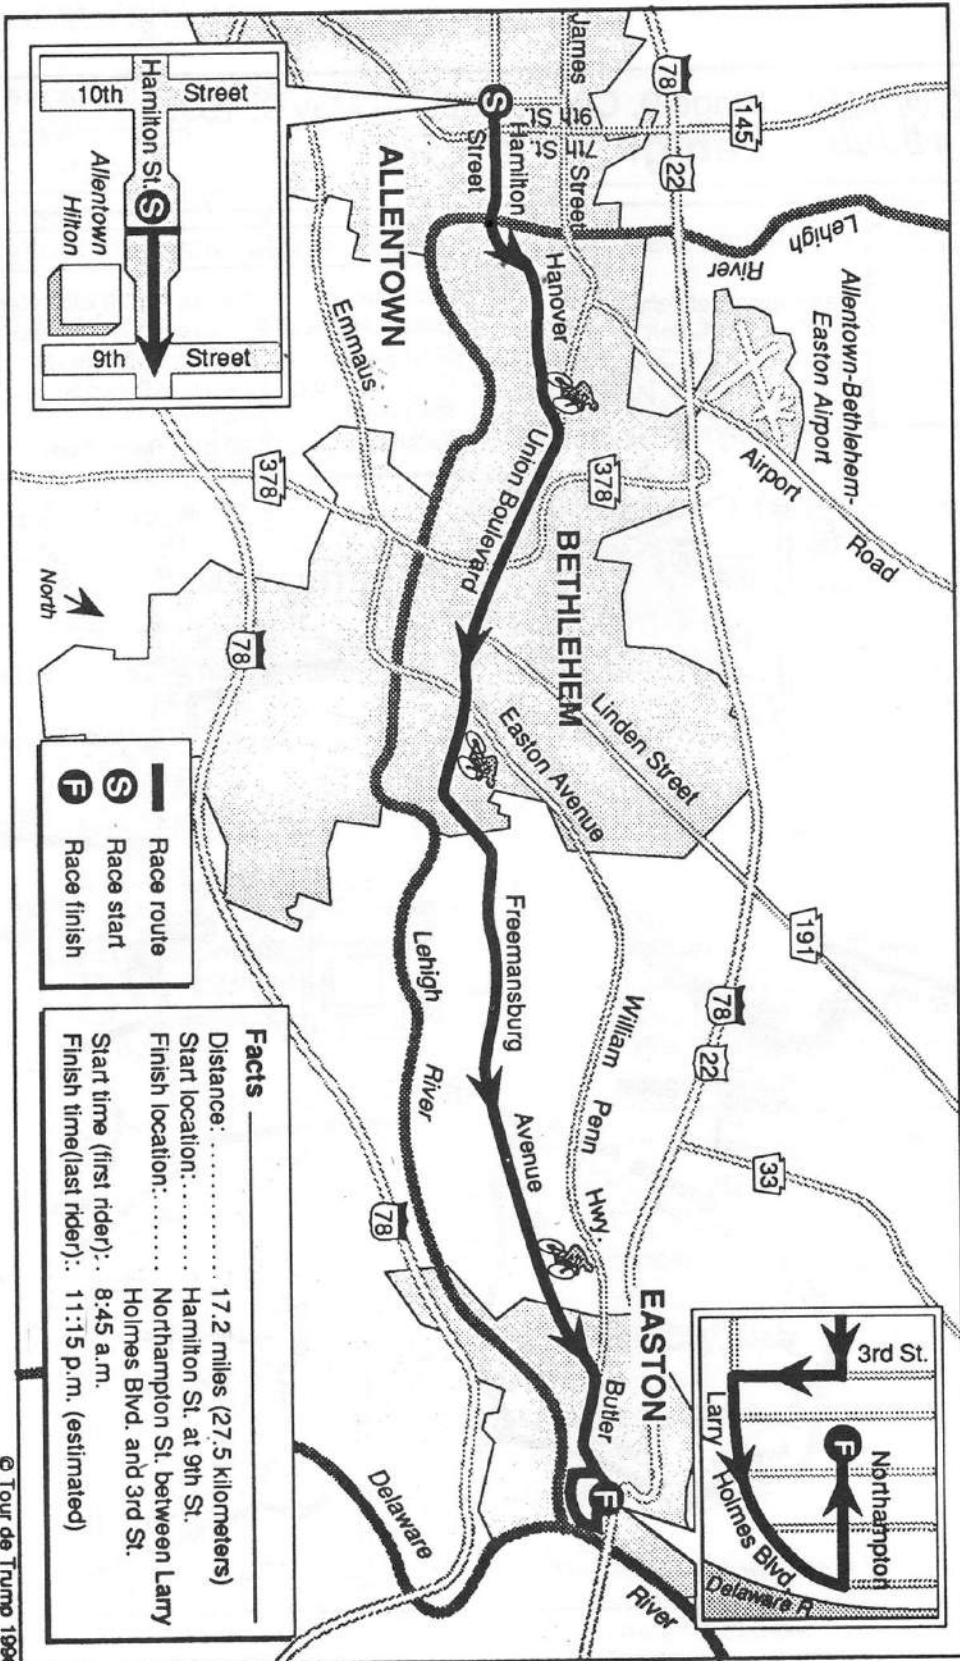 James
Street
9th St.
7th St.
Hamilton
Street
78
145
22
Lehigh
River
Allentown-Bethlehem-
Easton Airport
Airport
Road
ALLENTOWN
Hanover
Emmaus
Union Boulevard
378
378
BETHLEHEM
Linden Street
Easton Avenue
191
78
22
33
William Penn Hwy.
Freemansburg
Avenue
Lehigh
River
78
78
North
EASTON
Butler
Delaware
River
S
F
10th Street
Hamilton St.
S
Allentown
Hilton
9th Street
3rd St.
Northampton
F
Larry Holmes Blvd.
Delaware R.
Race route
S Race start
F Race finish
Facts
Distance: ............. 17.2 miles (27.5 kilometers)
Start location:........ Hamilton St. at 9th St.
Finish location:....... Northampton St. between Larry
Holmes Blvd. and 3rd St.
Start time (first rider):. 8:45 a.m.
Finish time(last rider):. 11:15 p.m. (estimated)
© Tour de Trump 1990